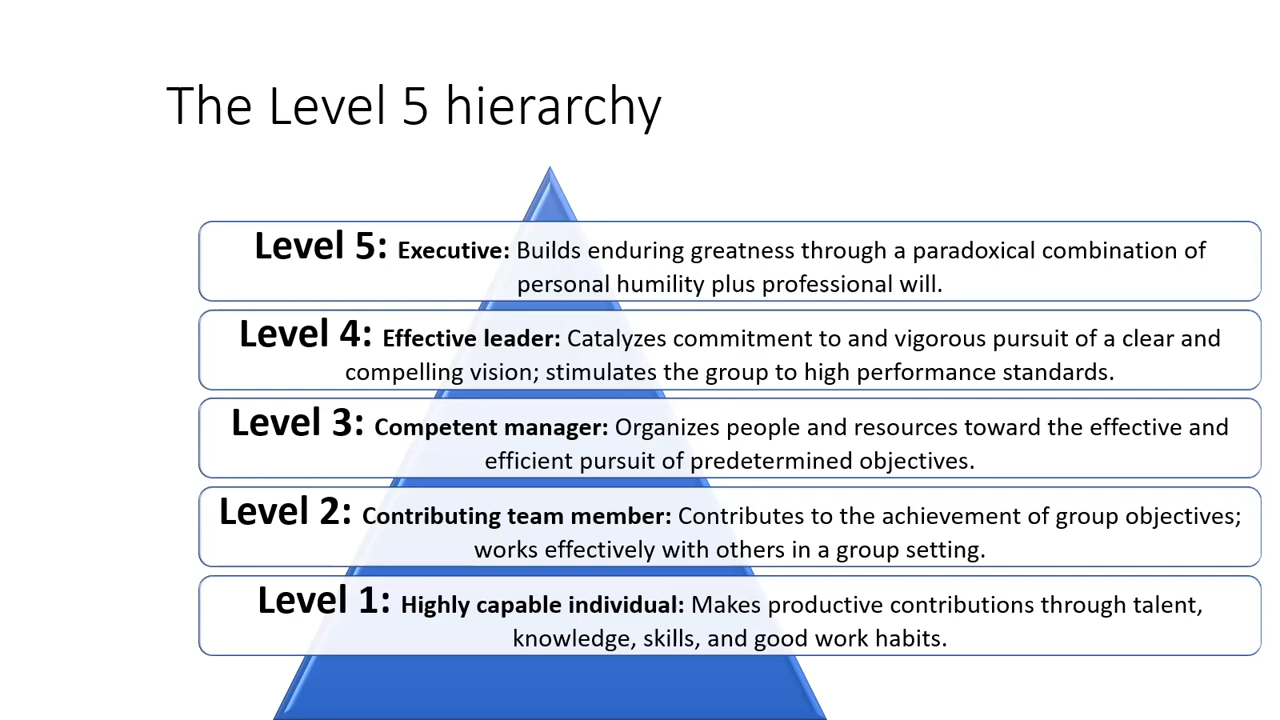 The Level 5 hierarchy
Level 5: Executive: Builds enduring greatness through a paradoxical combination of
personal humility plus professional will.
Level 4: Effective leader: Catalyzes commitment to and vigorous pursuit of a clear and
compelling vision; stimulates the group to high performance standards.
Level 3: Competent manager: Organizes people and resources toward the effective and
efficient pursuit of predetermined objectives.
Level 2: Contributing team member: Contributes to the achievement of group objectives;
works effectively with others in a group setting.
Level 1: Highly capable individual: Makes productive contributions through talent,
knowledge, skills, and good work habits.